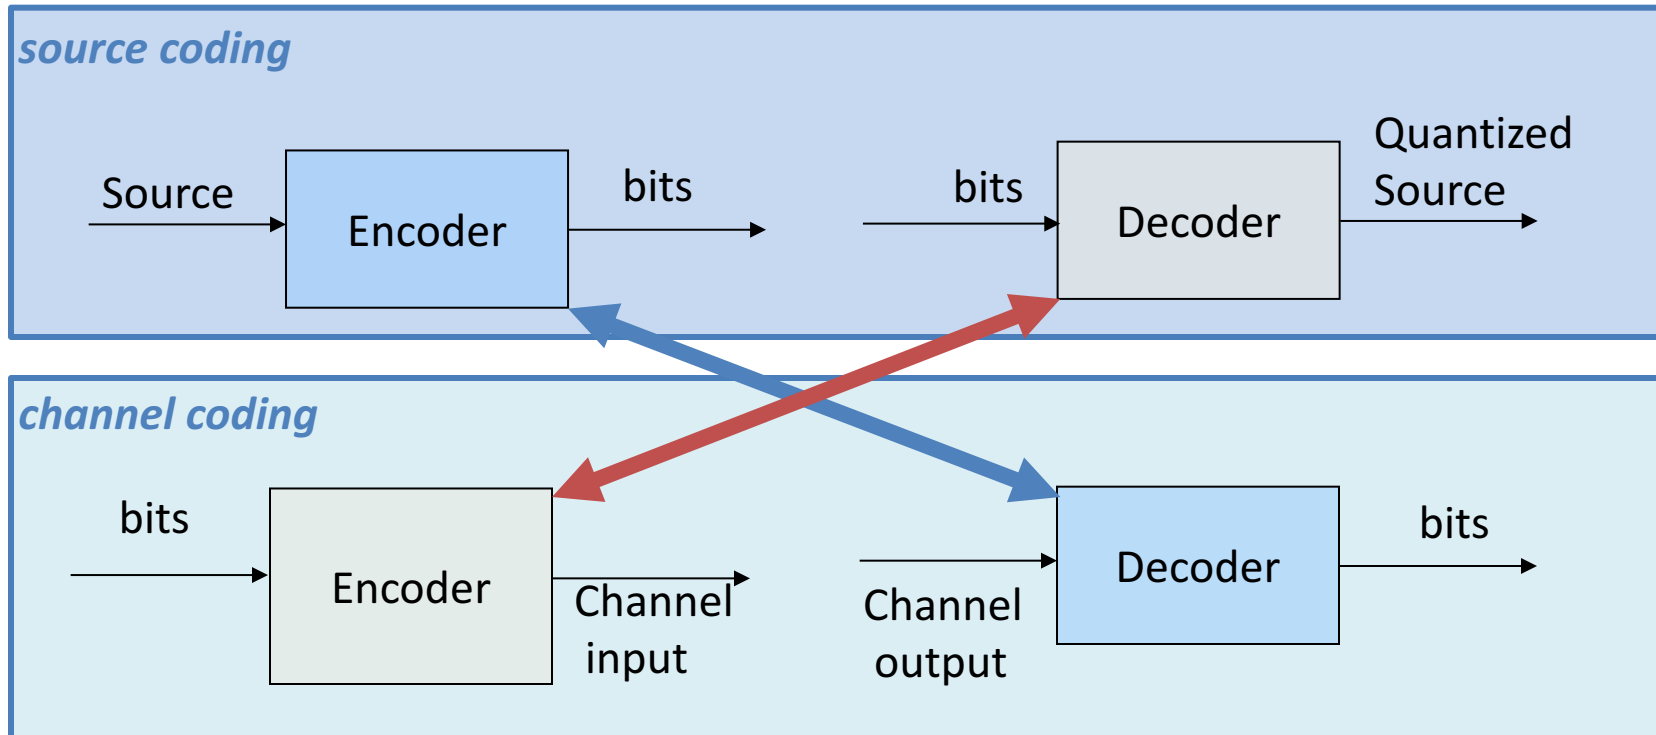 source coding
Source
Encoder
bits
bits
Decoder
Quantized
Source
channel coding
bits
Encoder
Channel
input
Channel
output
Decoder
bits